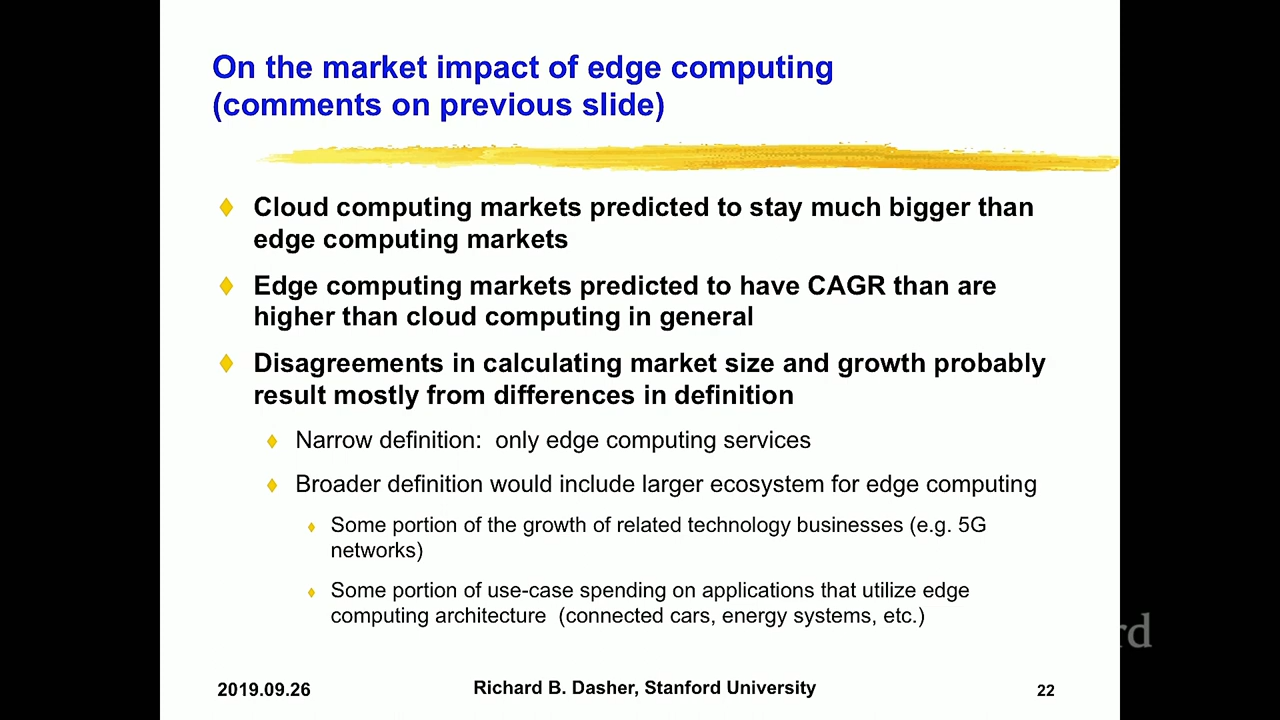 On the market impact of edge computing
(comments on previous slide)
Cloud computing markets predicted to stay much bigger than
edge computing markets
Edge computing markets predicted to have CAGR than are
higher than cloud computing in general
Disagreements in calculating market size and growth probably
result mostly from differences in definition
Narrow definition:  only edge computing services
Broader definition would include larger ecosystem for edge computing
Some portion of the growth of related technology businesses (e.g. 5G
networks)
Some portion of use-case spending on applications that utilize edge
computing architecture  (connected cars, energy systems, etc.)
rd
2019.09.26
Richard B. Dasher, Stanford University
22